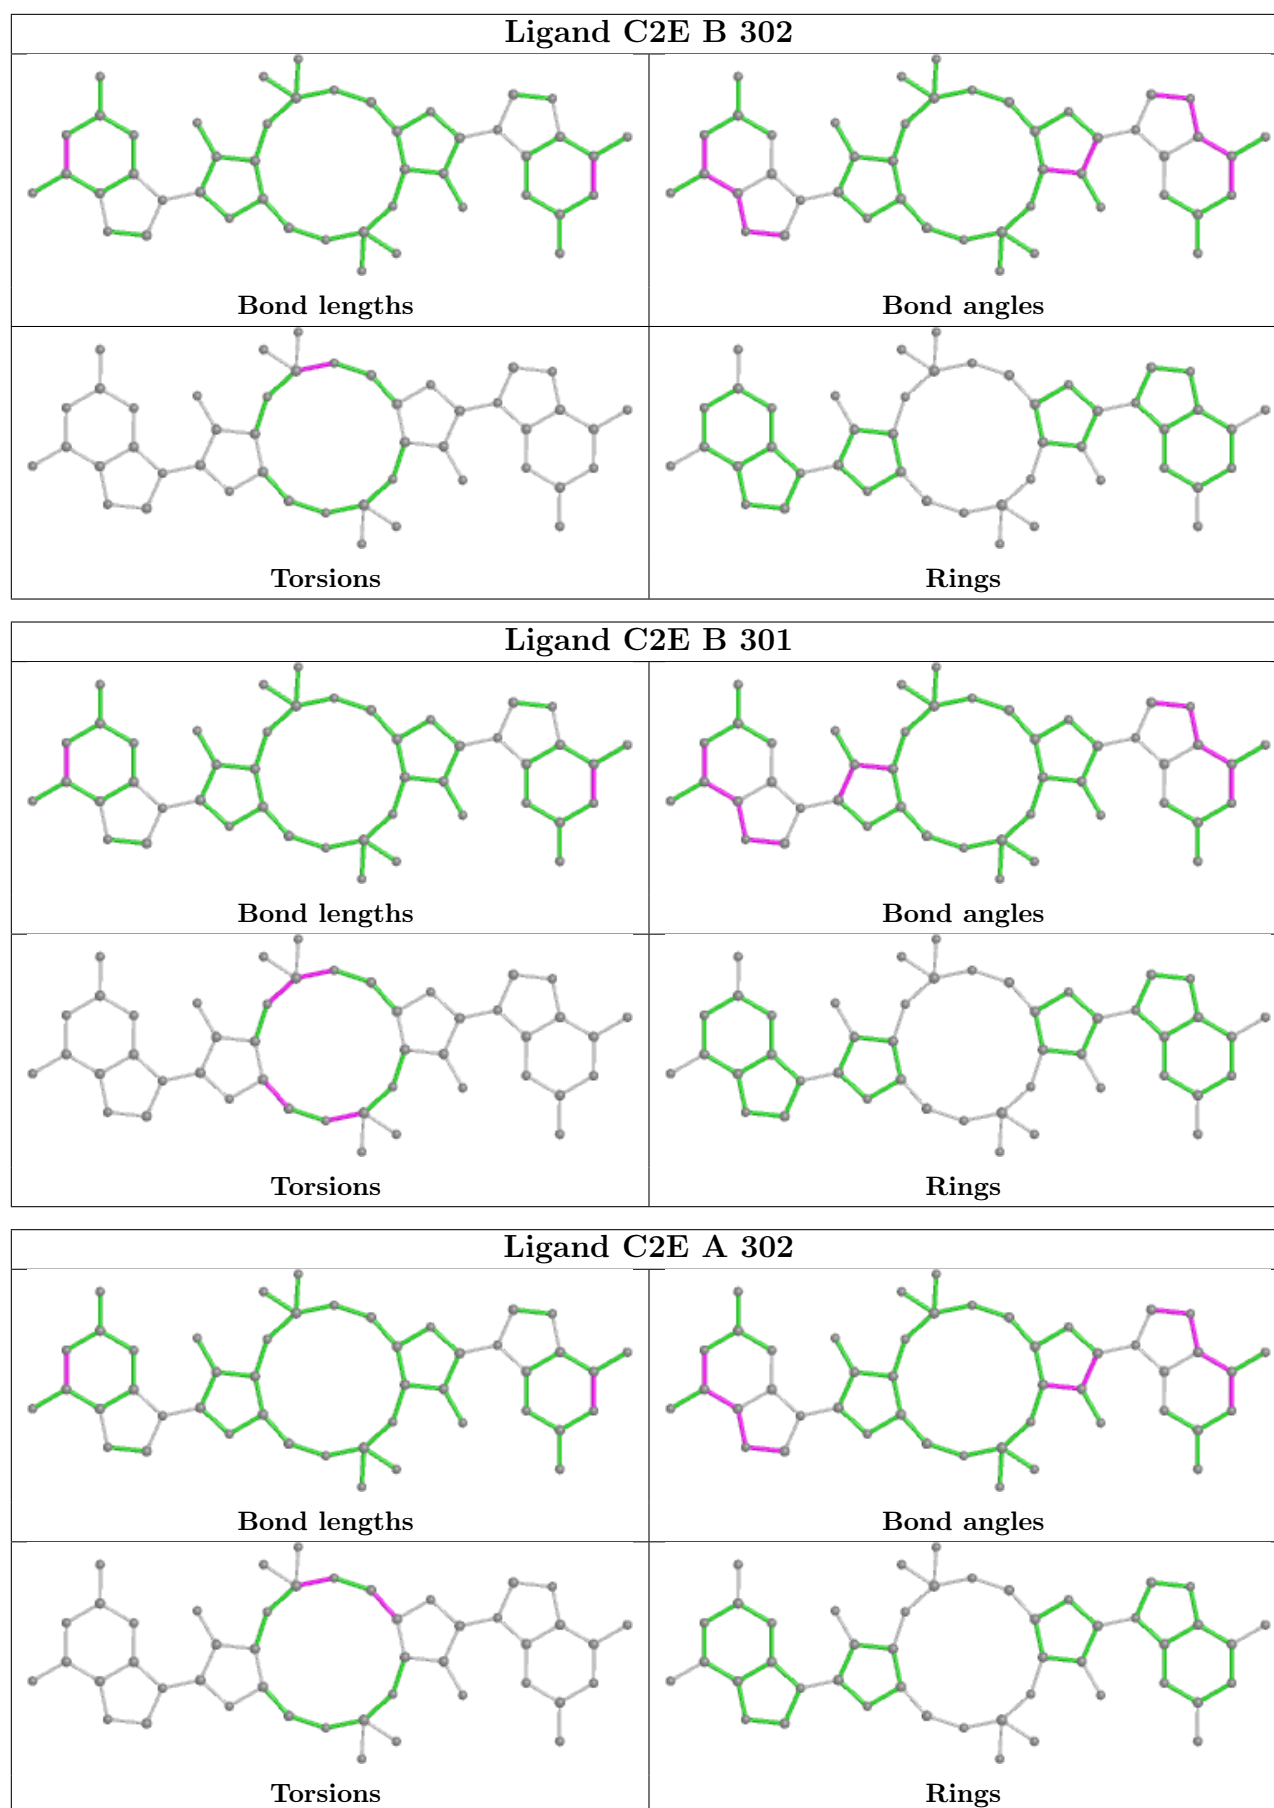 Ligand C2E B 302
Bond lengths
Bond angles
Torsions
Rings
Ligand C2E B 301
Bond lengths
Bond angles
Torsions
Rings
Ligand C2E A 302
Bond lengths
Bond angles
Torsions
Rings